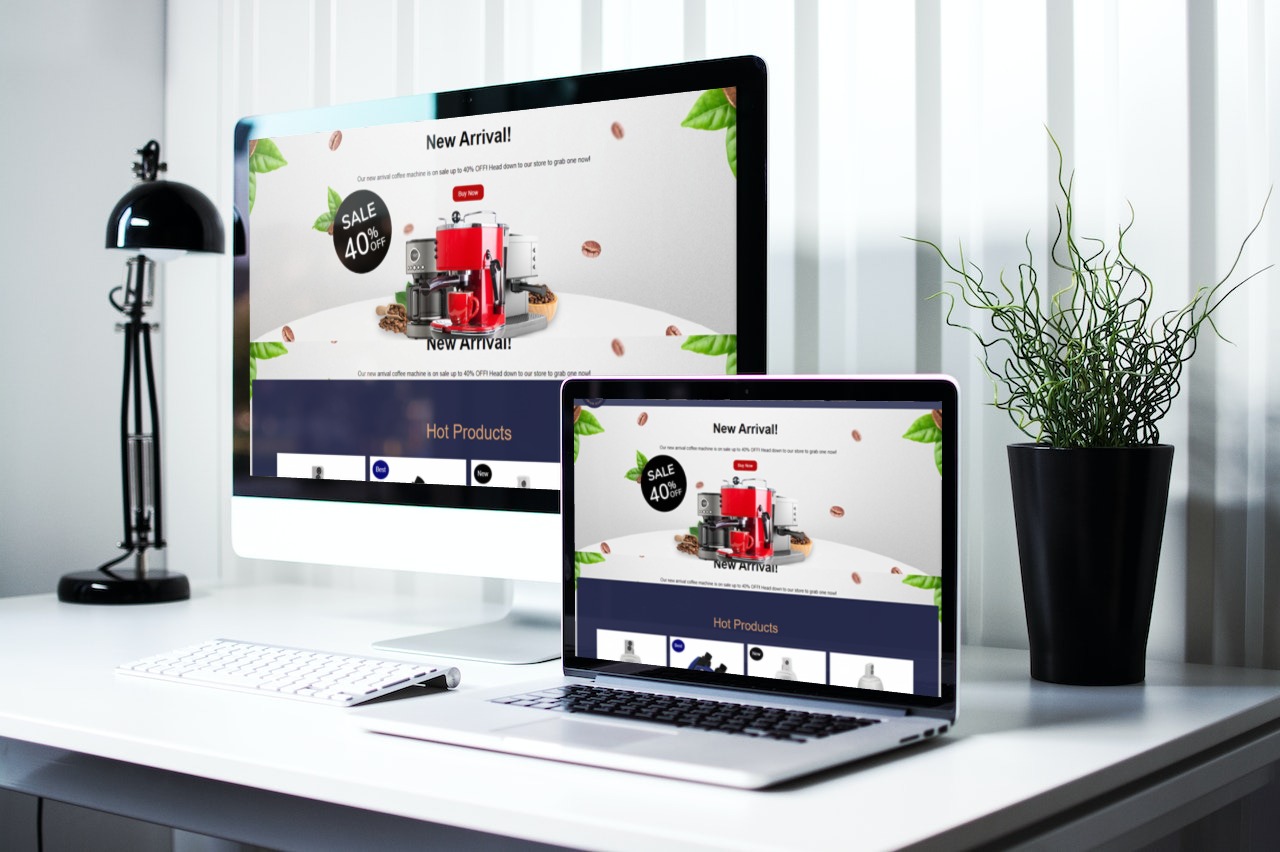 New Arrival!
Our new arrival coffee machine is on sale up to 40% OFF! Head down to our store to grab one now!
Buy Now
SALE
40%
OFF
New Arrival!
Our new arrival coffee machine is on sale up to 40% OFF! Head down to our store to grab one now!
Hot Products
Best
New
New Arrival!
Our new arrival coffee machine is on sale up to 40% OFF! Head down to our store to grab one now!
Buy Now
SALE
40%
OFF
New Arrival!
Our new arrival coffee machine is on sale up to 40% OFF! Head down to our store to grab one now!
Hot Products
Best
New